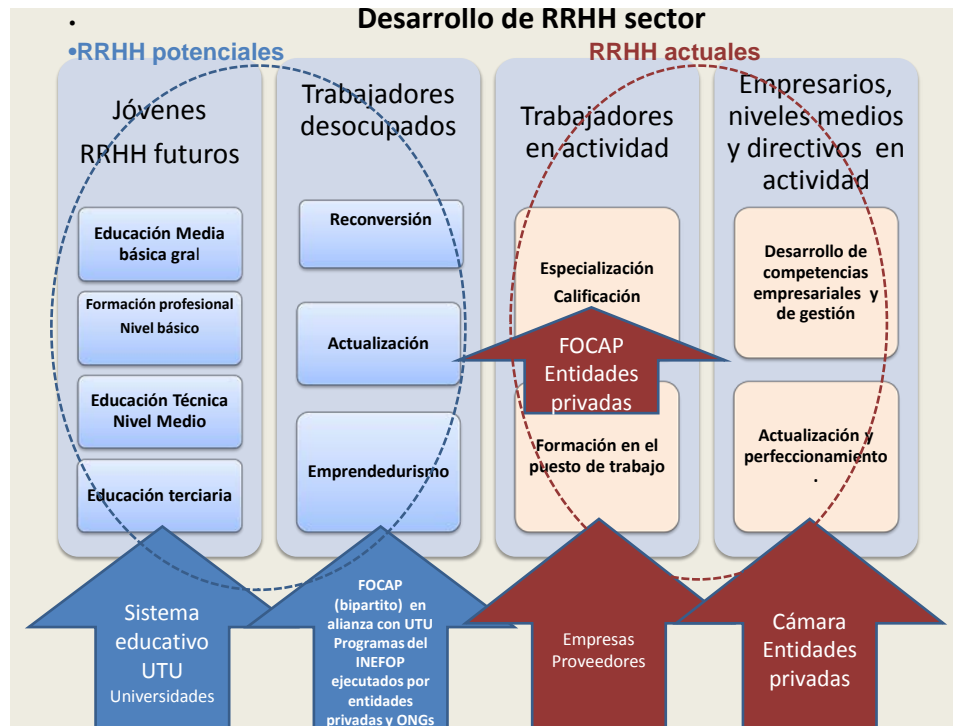 .
Desarrollo de RRHH sector
•RRHH potenciales
RRHH actuales
Jóvenes
RRHH futuros
Educación Media
básica gral
Formación profesional
Nivel básico
Educación Técnica
Nivel Medio
Educación terciaria
Sistema
educativo
UTU
Universidades
Trabajadores
desocupados
Reconversión
Actualización
Emprendedurismo
FOCAP
(bipartito) en
alianza con UTU
Programas del
INEFOP
ejecutados por
entidades
privadas y ONGs
Trabajadores
en actividad
Especialización
Calificación
FOCAP
Entidades
privadas
Formación en el
puesto de trabajo
Empresas
Proveedores
Empresarios,
niveles medios
y directivos en
actividad
Desarrollo de
competencias
empresariales y
de gestión
Actualización y
perfeccionamiento
.
Cámara
Entidades
privadas